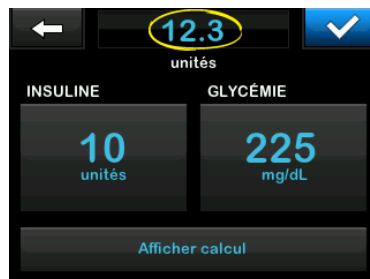 12.3
unités
INSULINE GLYCÉMIE
10 225
unités mg/dL
Afficher calcul